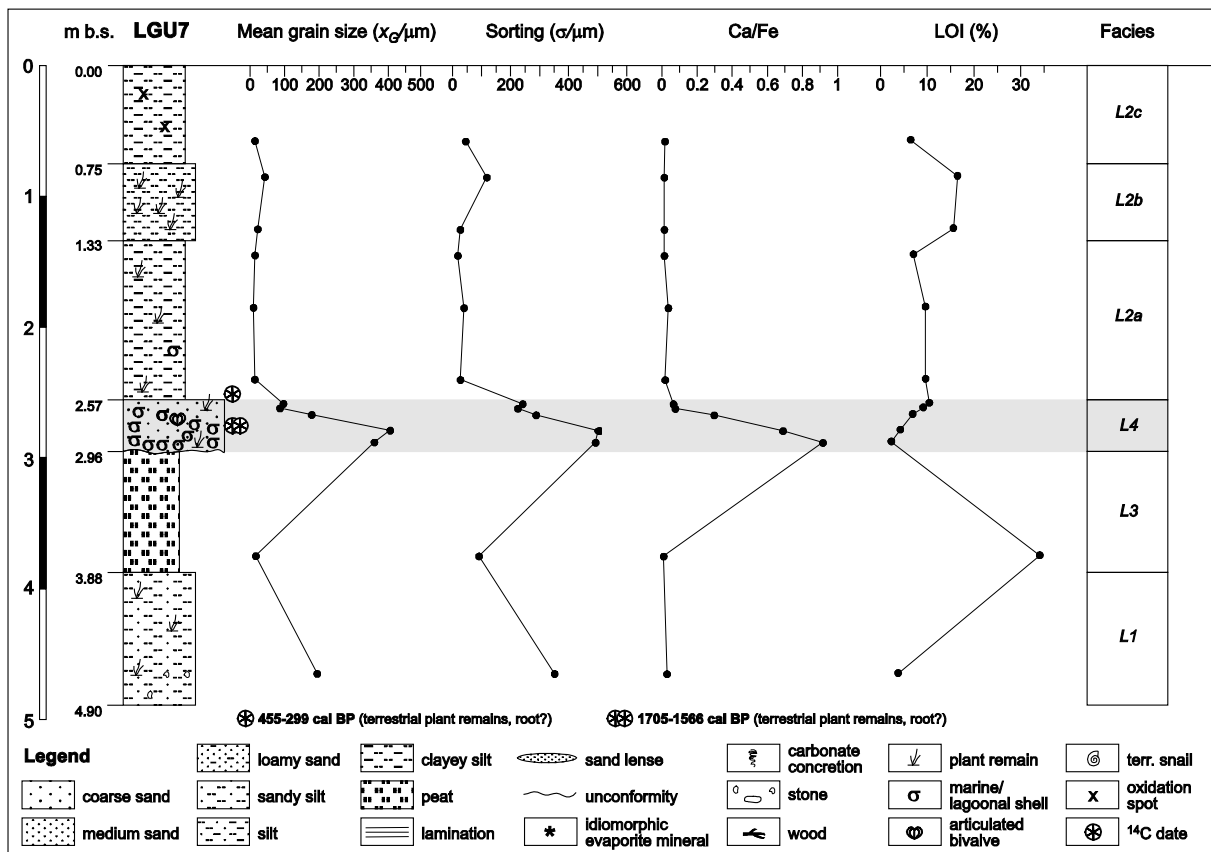 m b.s. LGU7 Mean grain size (xG/µm) Sorting (σ/µm) Ca/Fe LOI (%) Facies
0 0.00 0 100 200 300 400 500 0 200 400 600 0 0.2 0.4 0.6 0.8 1 0 10 20 30
x
x
L2c
0.75
1
L2b
1.33
L2a
2
σ
2.57
L4
2.96
3
L3
3.88
4
L1
4.90
5
455-299 cal BP (terrestrial plant remains, root?) 1705-1566 cal BP (terrestrial plant remains, root?)
Legend
coarse sand
medium sand
loamy sand
sandy silt
silt
clayey silt
peat
lamination
sand lense
unconformity
* idiomorphic
evaporite mineral
carbonate
concretion
stone
wood
plant remain
σ marine/
lagoonal shell
articulated
bivalve
terr. snail
x oxidation
spot
14C date